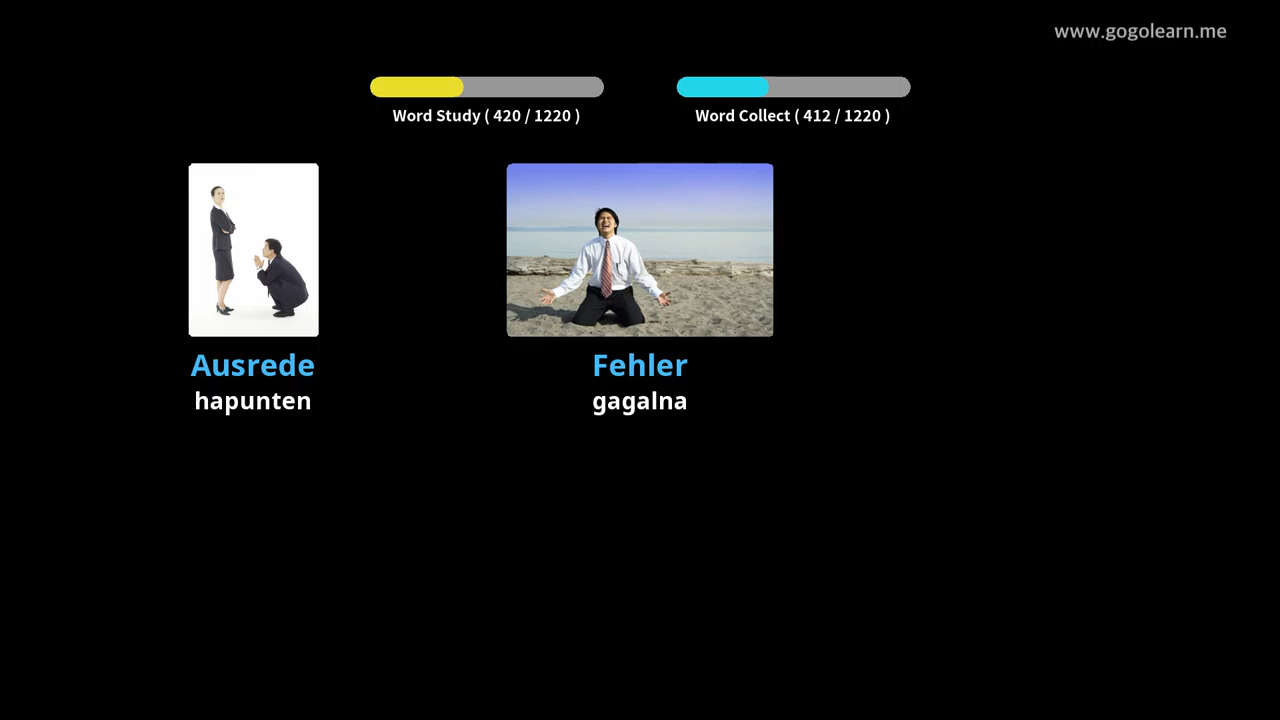 www.gogolearn.me
Word Study ( 420 / 1220 )
Word Collect ( 412 / 1220 )
Ausrede
hapunten
Fehler
gagalna